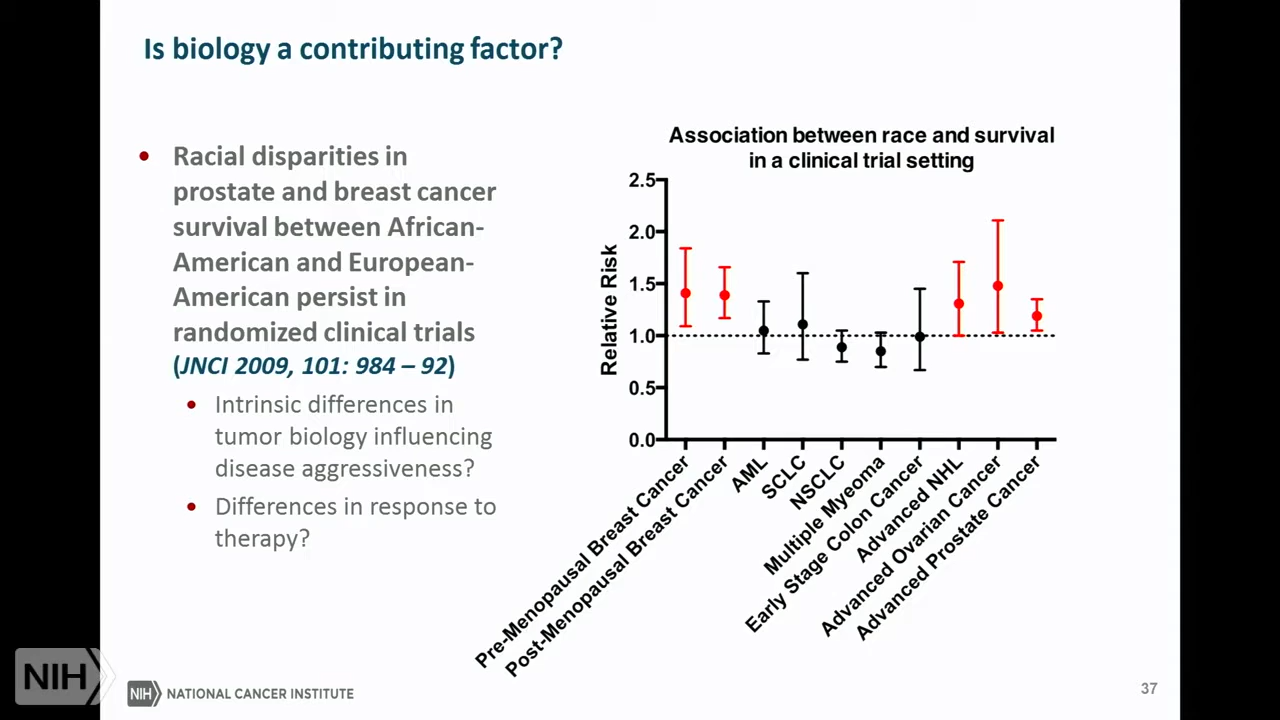 Is biology a contributing factor?
• Racial disparities in
prostate and breast cancer
survival between African-
American and European-
American persist in
randomized clinical trials
(JNCI 2009, 101: 984 – 92)
• Intrinsic differences in
tumor biology influencing
disease aggressiveness?
• Differences in response to
therapy?
Association between race and survival
in a clinical trial setting
Relative Risk
2.5
2.0
1.5
1.0
0.5
0.0
Pre-Menopausal Breast Cancer
Post-Menopausal Breast Cancer
AML
SCLC
NSCLC
Multiple Myeoma
Early Stage Colon Cancer
Advanced NHL
Advanced Ovarian Cancer
Advanced Prostate Cancer
NIH
NIH NATIONAL CANCER INSTITUTE
37